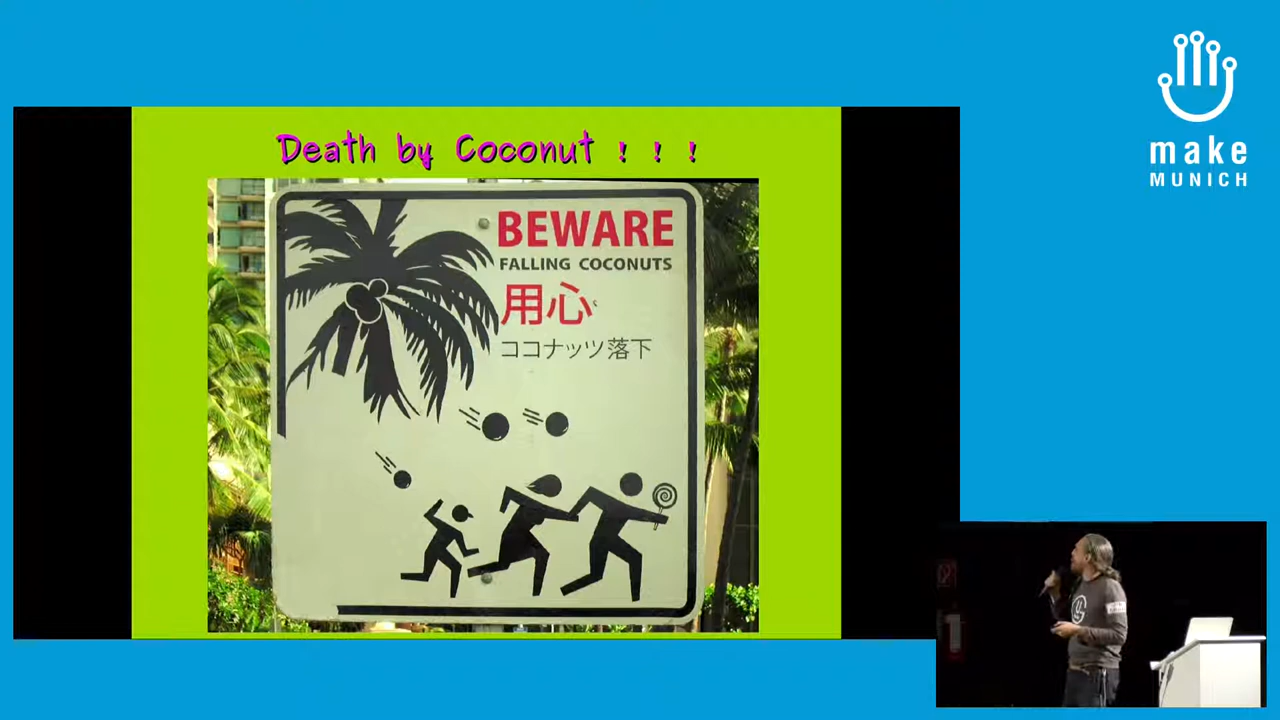 Death by Coconut ! ! !
BEWARE
FALLING COCONUTS
用心
ココナッツ落下
make
MUNICH